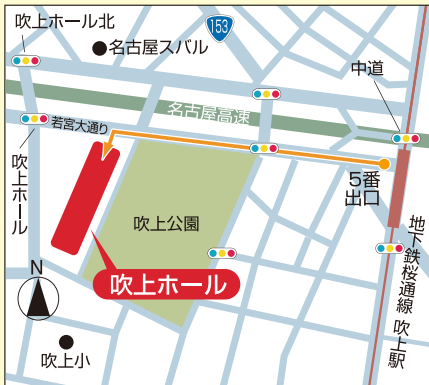 吹上ホール北
名古屋スバル
153
中道
名古屋高速
若宮大通り
吹上ホール
5番
出口
吹上公園
地下鉄桜通線 吹上駅
吹上ホール
N
吹上小